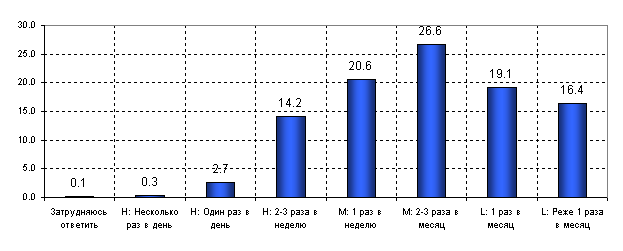 30.0
25.0
20.0
15.0
10.0
5.0
0.0
0.1
0.3
2.7
14.2
20.6
26.6
19.1
16.4
Затрудняюсь
ответить
H: Несколько
раз в день
H: Один раз в
день
H: 2-3 раза в
неделю
M: 1 раз в
неделю
M: 2-3 раза в
месяц
L: 1 раз в
месяц
L: Реже 1 раза
в месяц